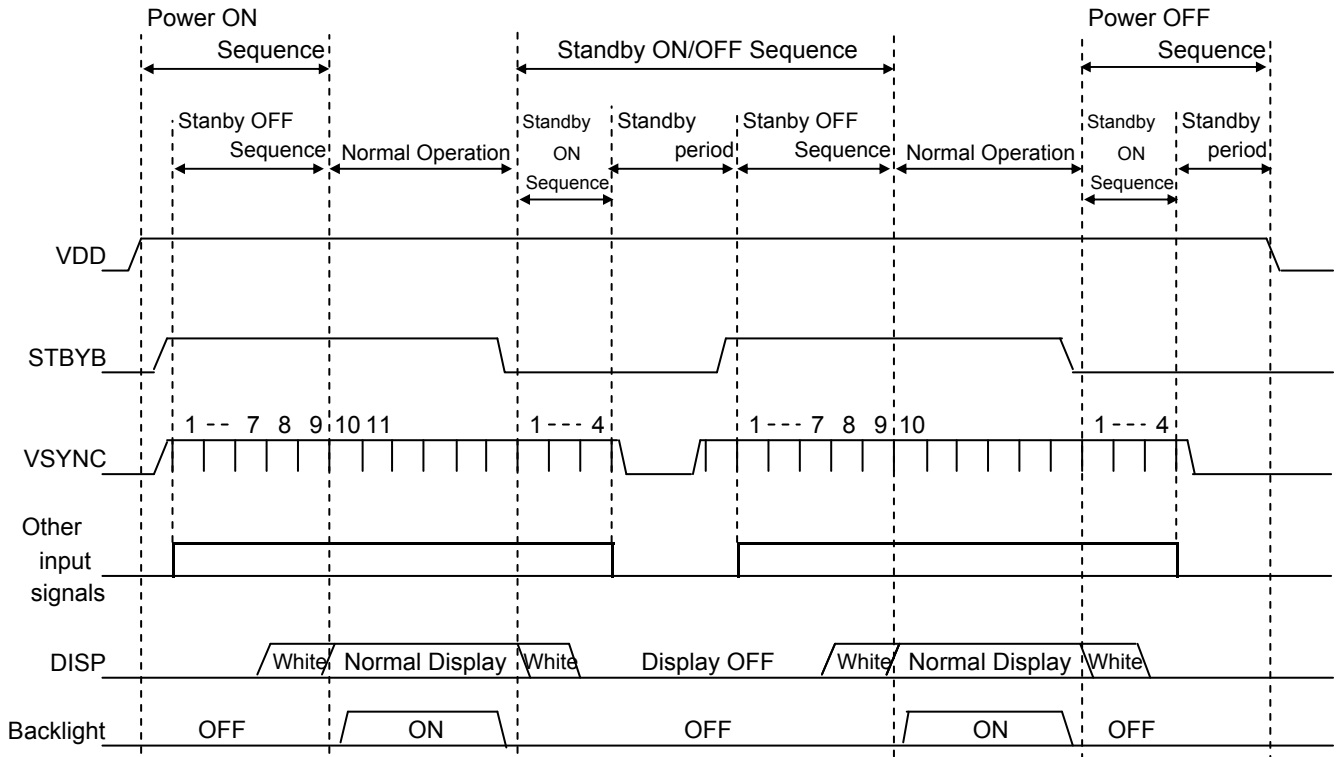 Power ON
Sequence
Standby ON/OFF Sequence
Power OFF
Sequence
Stanby OFF
Sequence
Normal Operation
Standby
ON
Sequence
Standby
period
Stanby OFF
Sequence
Normal Operation
Standby
ON
Sequence
Standby
period
VDD
STBYB
VSYNC
1 -- 7 8 9 10 11
1 --- 4
1 --- 7 8 9 10
1 --- 4
Other
input
signals
DISP
White
Normal Display
White
Display OFF
White
Normal Display
White
Backlight
OFF
ON
OFF
ON
OFF